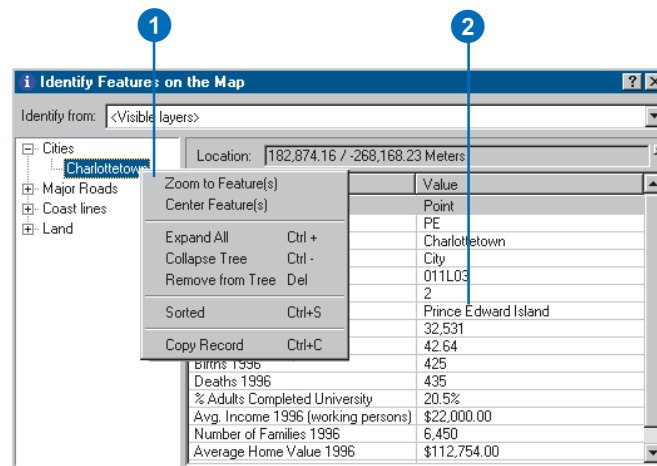 1 2
i Identify Features on the Map ? X
Identify from: <Visible layers>
Cities
Charlottetown
Major Roads
Coast lines
Land
Location: 182,874.16 / -268,168.23 Meters
Zoom to Feature(s)
Center Feature(s)
Expand All Ctrl +
Collapse Tree Ctrl -
Remove from Tree Del
Sorted Ctrl+S
Copy Record Ctrl+C
Value
Point
PE
Charlottetown
City
011L03
2
Prince Edward Island
32,531
42.64
Births 1996 425
Deaths 1996 435
% Adults Completed University 20.5%
Avg. Income 1996 (working persons) $22,000.00
Number of Families 1996 6,450
Average Home Value 1996 $112,754.00